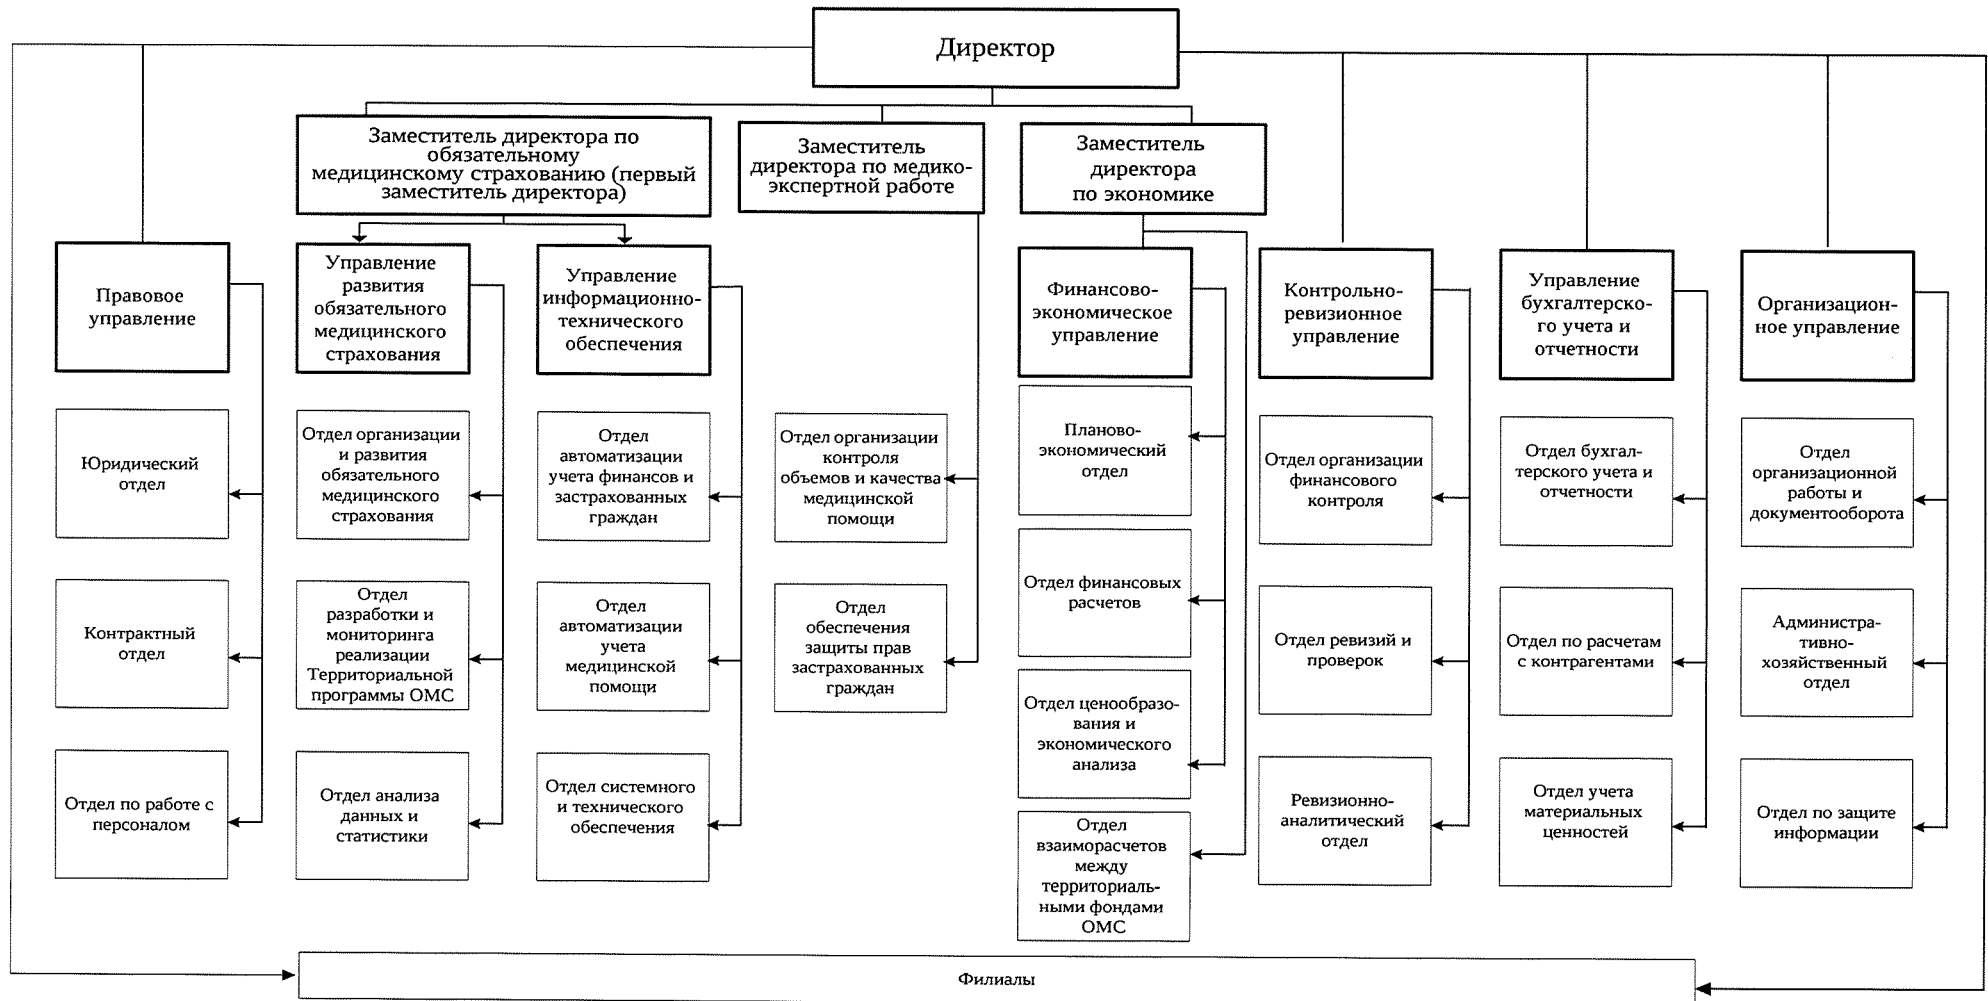 Директор
Заместитель директора по
обязательному
медицинскому страхованию (первый
заместитель директора)
Заместитель
директора по медико-
экспертной работе
Заместитель
директора
по экономике
Правовое
управление
Управление
развития
обязательного
медицинского
страхования
Управление
информационно-
технического
обеспечения
Финансово-
экономическое
управление
Контрольно-
ревизионное
управление
Управление
бухгалтерско-
го учета и
отчетности
Организацион-
ное управление
Юридический
отдел
Отдел организации
и развития
обязательного
медицинского
страхования
Отдел
автоматизации
учета финансов и
застрахованных
граждан
Отдел организации
контроля
объемов и качества
медицинской
помощи
Планово-
экономический
отдел
Отдел организации
финансового
контроля
Отдел бухгал-
терского учета и
отчетности
Отдел
организационной
работы и
документооборота
Контрактный
отдел
Отдел
разработки и
мониторинга
реализации
Территориальной
программы ОМС
Отдел
автоматизации
учета
медицинской
помощи
Отдел
обеспечения
защиты прав
застрахованных
граждан
Отдел финансовых
расчетов
Отдел ревизий и
проверок
Отдел по расчетам
с контрагентами
Администра-
тивно-
хозяйственный
отдел
Отдел по работе с
персоналом
Отдел анализа
данных и
статистики
Отдел системного
и технического
обеспечения
Отдел ценообразо-
вания и
экономического
анализа
Ревизионно-
аналитический
отдел
Отдел учета
материальных
ценностей
Отдел по защите
информации
Отдел
взаиморасчетов
между
территориаль-
ными фондами
ОМС
Филиалы